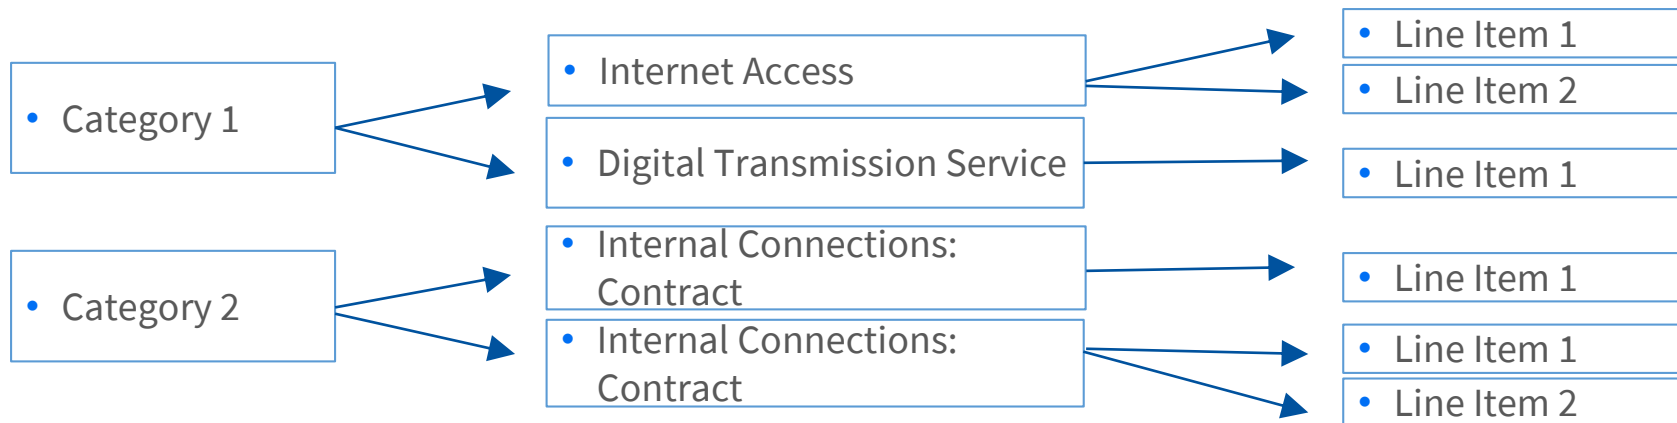 • Category 1
• Internet Access
• Digital Transmission Service
• Line Item 1
• Line Item 2
• Line Item 1
• Category 2
• Internal Connections:
Contract
• Internal Connections:
Contract
• Line Item 1
• Line Item 1
• Line Item 2